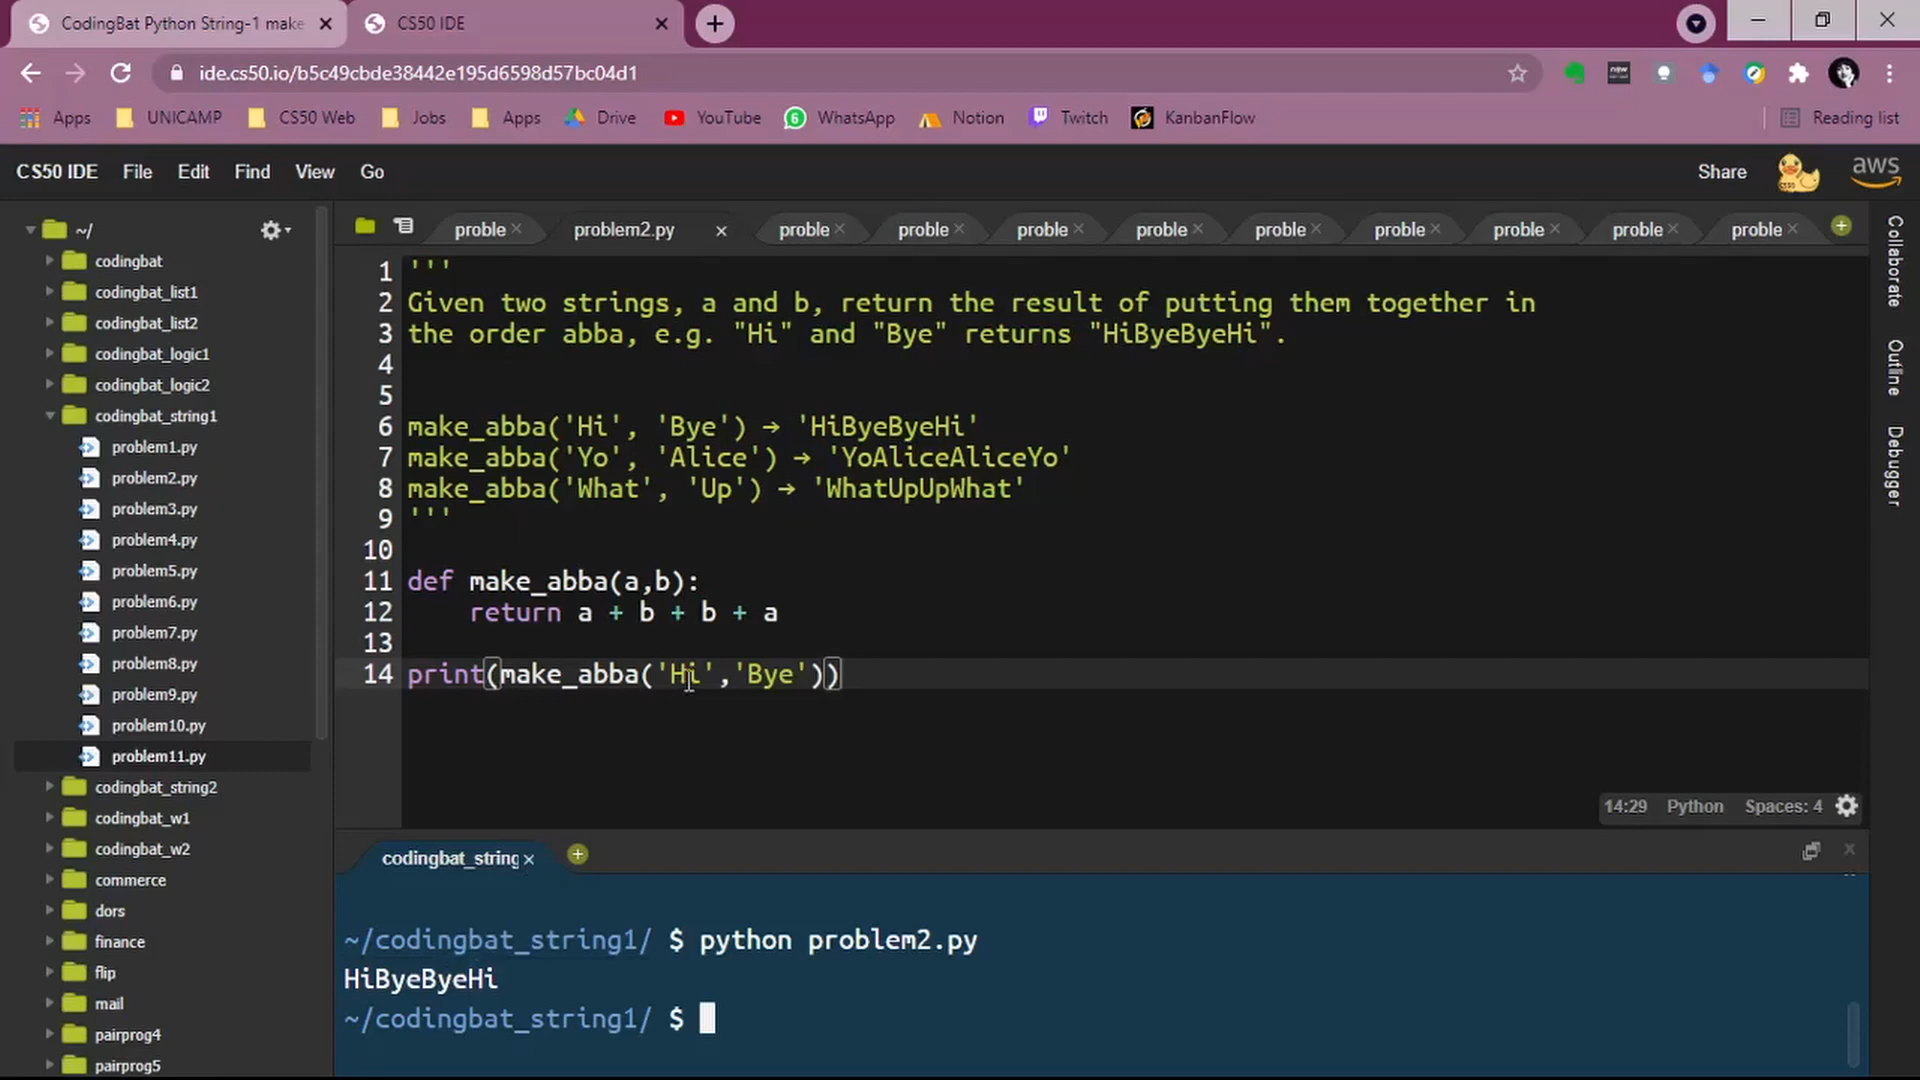 CodingBat Python String-1 make
CS50 IDE
ide.cs50.io/b5c49cbde38442e195d6598d57bc04d1
Apps UNICAMP CS50 Web Jobs Apps Drive YouTube WhatsApp Notion Twitch KanbanFlow Reading list
CS50 IDE File Edit Find View Go Share aws
~/
codingbat
codingbat_list1
codingbat_list2
codingbat_logic1
codingbat_logic2
codingbat_string1
problem1.py
problem2.py
problem3.py
problem4.py
problem5.py
problem6.py
problem7.py
problem8.py
problem9.py
problem10.py
problem11.py
codingbat_string2
codingbat_w1
codingbat_w2
commerce
dors
finance
flip
mail
pairprog4
pairprog5
proble problem2.py proble proble proble proble proble proble proble proble proble
1 '''
2 Given two strings, a and b, return the result of putting them together in
3 the order abba, e.g. "Hi" and "Bye" returns "HiByeByeHi".
4
5
6 make_abba('Hi', 'Bye') → 'HiByeByeHi'
7 make_abba('Yo', 'Alice') → 'YoAliceAliceYo'
8 make_abba('What', 'Up') → 'WhatUpUpWhat'
9 '''
10
11 def make_abba(a,b):
12 return a + b + b + a
13
14 print(make_abba('Hi','Bye'))
14:29 Python Spaces: 4
Collaborate
Outline
Debugger
codingbat_string
~/codingbat_string1/ $ python problem2.py
HiByeByeHi
~/codingbat_string1/ $